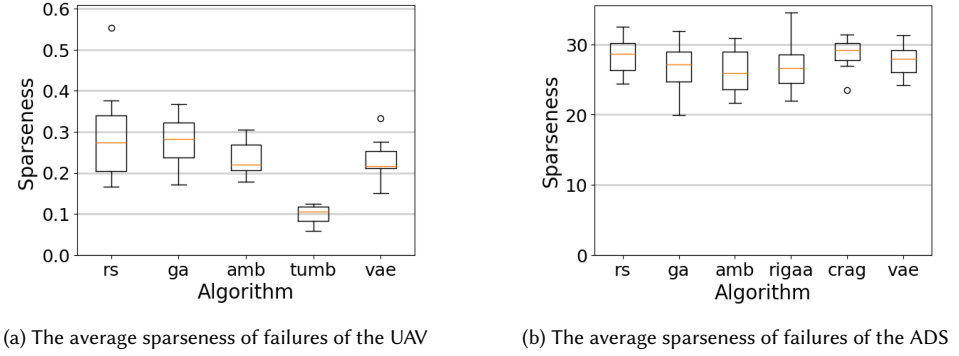 0.6
0.5
0.4
0.3
0.2
0.1
0.0
Sparseness
rs ga amb tumb vae
Algorithm
(a) The average sparseness of failures of the UAV
30
20
10
0
Sparseness
rs ga amb rigaa crag vae
Algorithm
(b) The average sparseness of failures of the ADS